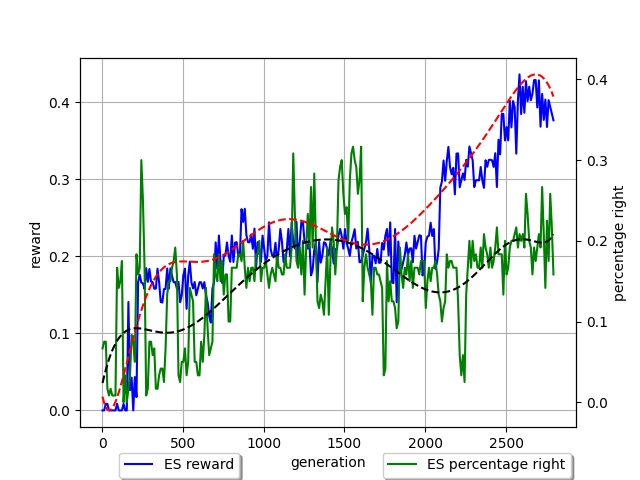 0.4
0.3
0.2
0.1
0.0
reward
0.4
0.3
0.2
0.1
0.0
percentage right
0 500 1000 1500 2000 2500
generation
ES reward
ES percentage right